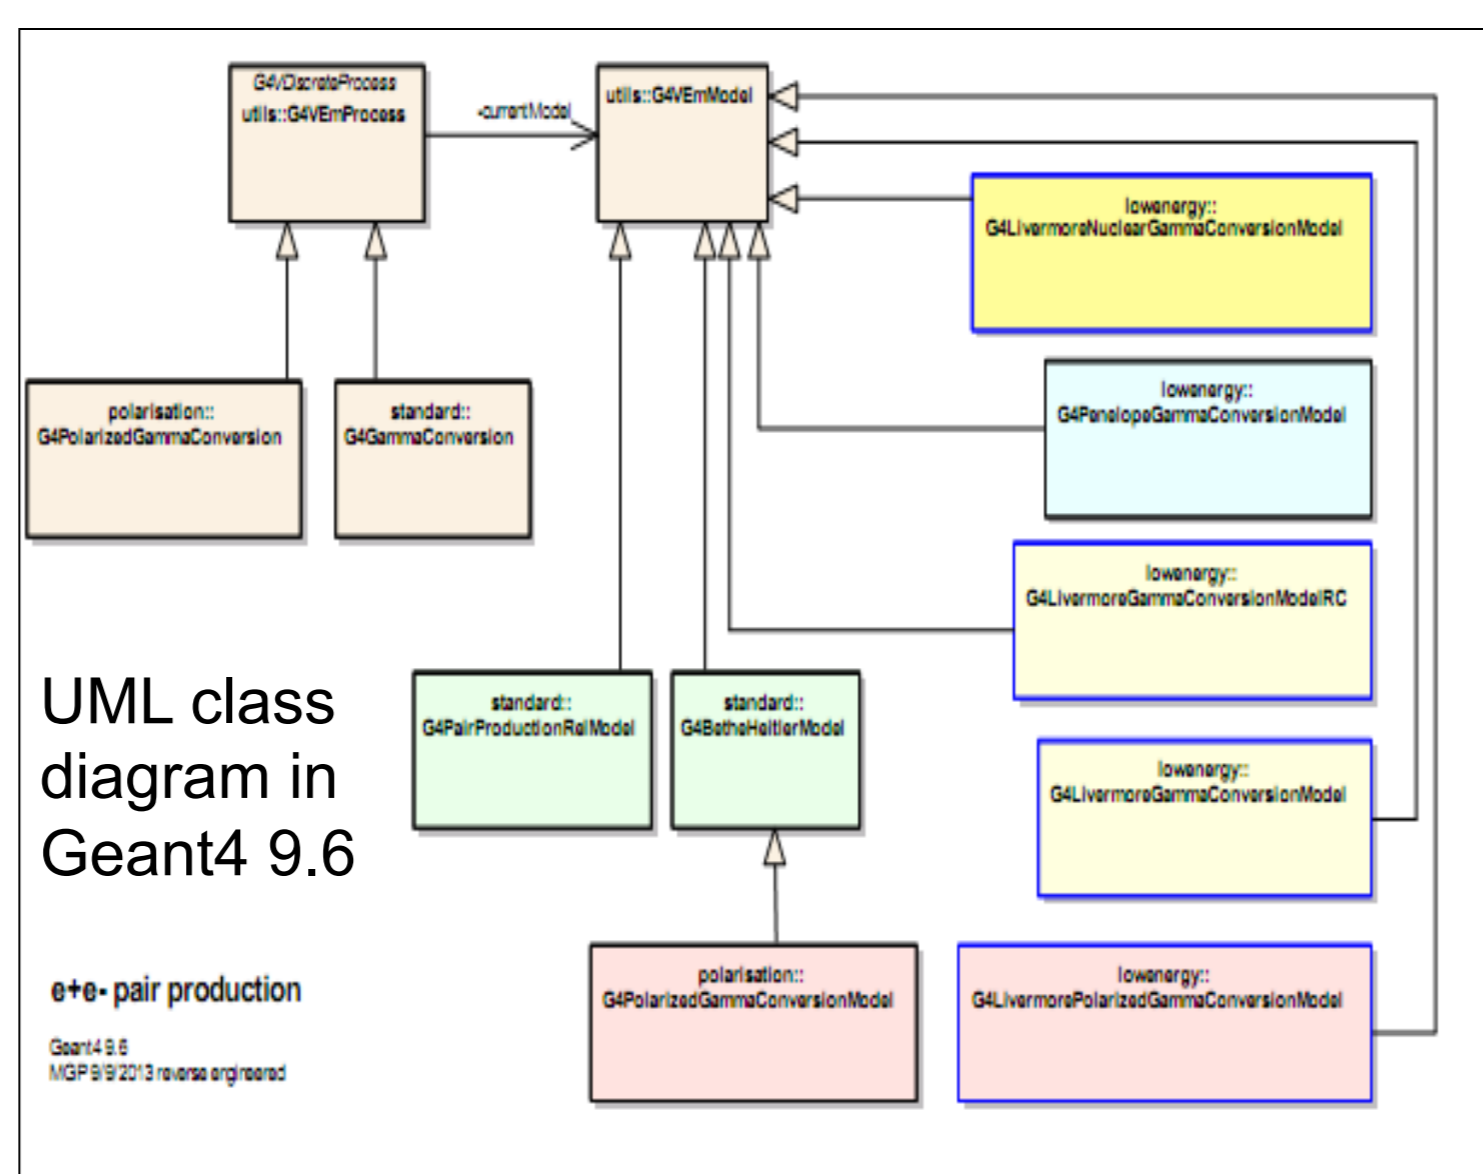 G4VDiscreteProcess
utils::G4VEmProcess
-currentModel
utils::G4VEmModel
lowenergy::
G4LivermoreNuclearGammaConversionModel
polarisation::
G4PolarizedGammaConversion
standard::
G4GammaConversion
lowenergy::
G4PenelopeGammaConversionModel
lowenergy::
G4LivermoreGammaConversionModelRC
UML class
diagram in
Geant4 9.6
standard::
G4PairProductionRelModel
standard::
G4BetheHeitlerModel
lowenergy::
G4LivermoreGammaConversionModel
e+e- pair production
Geant4 9.6
MGP 9/9/2013 reverse engineered
polarisation::
G4PolarizedGammaConversionModel
lowenergy::
G4LivermorePolarizedGammaConversionModel